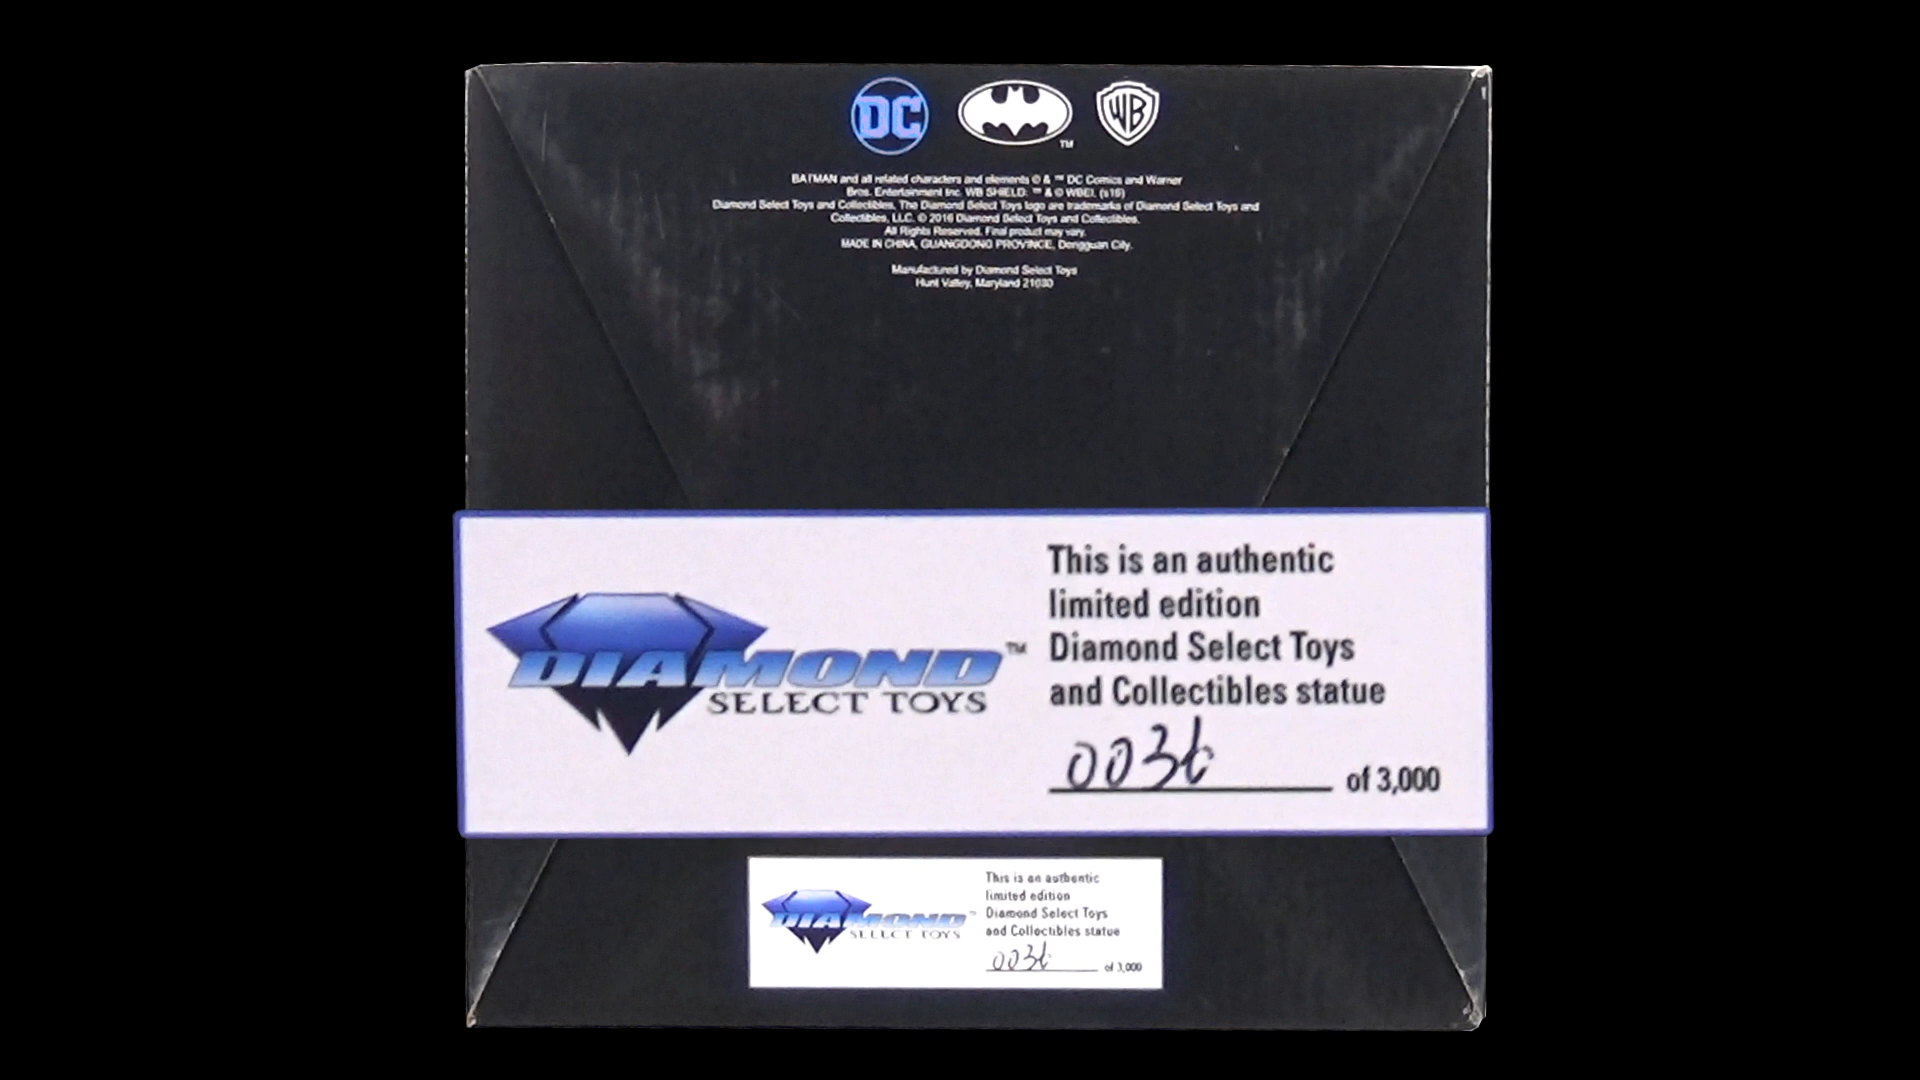 DC
TM
WB
BATMAN and all related characters and elements © & ™ DC Comics and Warner
Bros. Entertainment Inc. WB SHIELD: ™ & © WBEI. (s16)
Diamond Select Toys and Collectibles, The Diamond Select Toys logo are trademarks of Diamond Select Toys and
Collectibles, LLC. © 2016 Diamond Select Toys and Collectibles.
All Rights Reserved. Final product may vary.
MADE IN CHINA, GUANGDONG PROVINCE, Dongguan City.
Manufactured by Diamond Select Toys
Hunt Valley, Maryland 21030
DIAMOND™
SELECT TOYS
This is an authentic
limited edition
Diamond Select Toys
and Collectibles statue
0036 of 3,000
DIAMOND™
SELECT TOYS
This is an authentic
limited edition
Diamond Select Toys
and Collectibles statue
0036 of 3,000